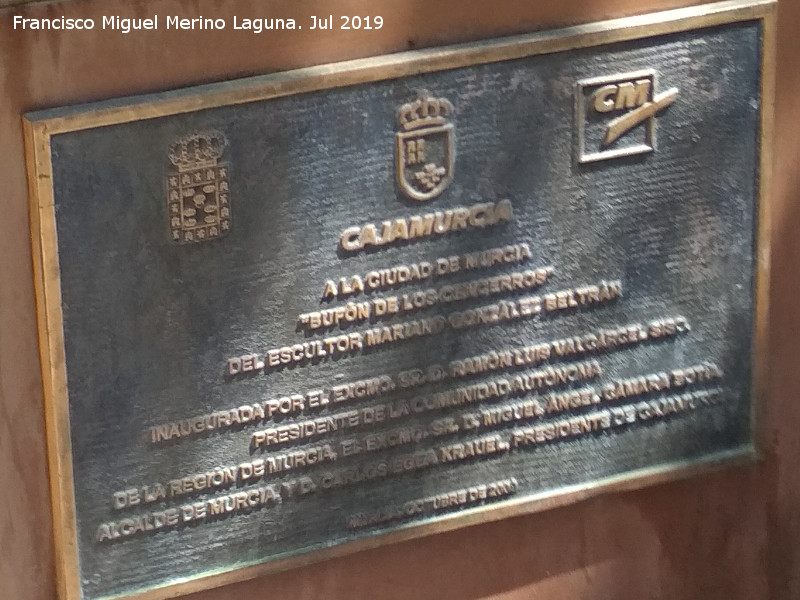 Francisco Miguel Merino Laguna. Jul 2019
CM
CAJAMURCIA
A LA CIUDAD DE MURCIA
"BUFÓN DE LOS CENCERROS"
DEL ESCULTOR MARIANO GONZÁLEZ BELTRÁN
INAUGURADA POR EL EXCMO. SR. D. RAMÓN LUIS VALCÁRCEL SISO,
PRESIDENTE DE LA COMUNIDAD AUTÓNOMA
DE LA REGIÓN DE MURCIA, EL EXCMO. SR. D. MIGUEL ÁNGEL CÁMARA BOTÍA,
ALCALDE DE MURCIA, Y D. CARLOS EGEA KRAUEL, PRESIDENTE DE CAJAMURCIA
OCTUBRE DE